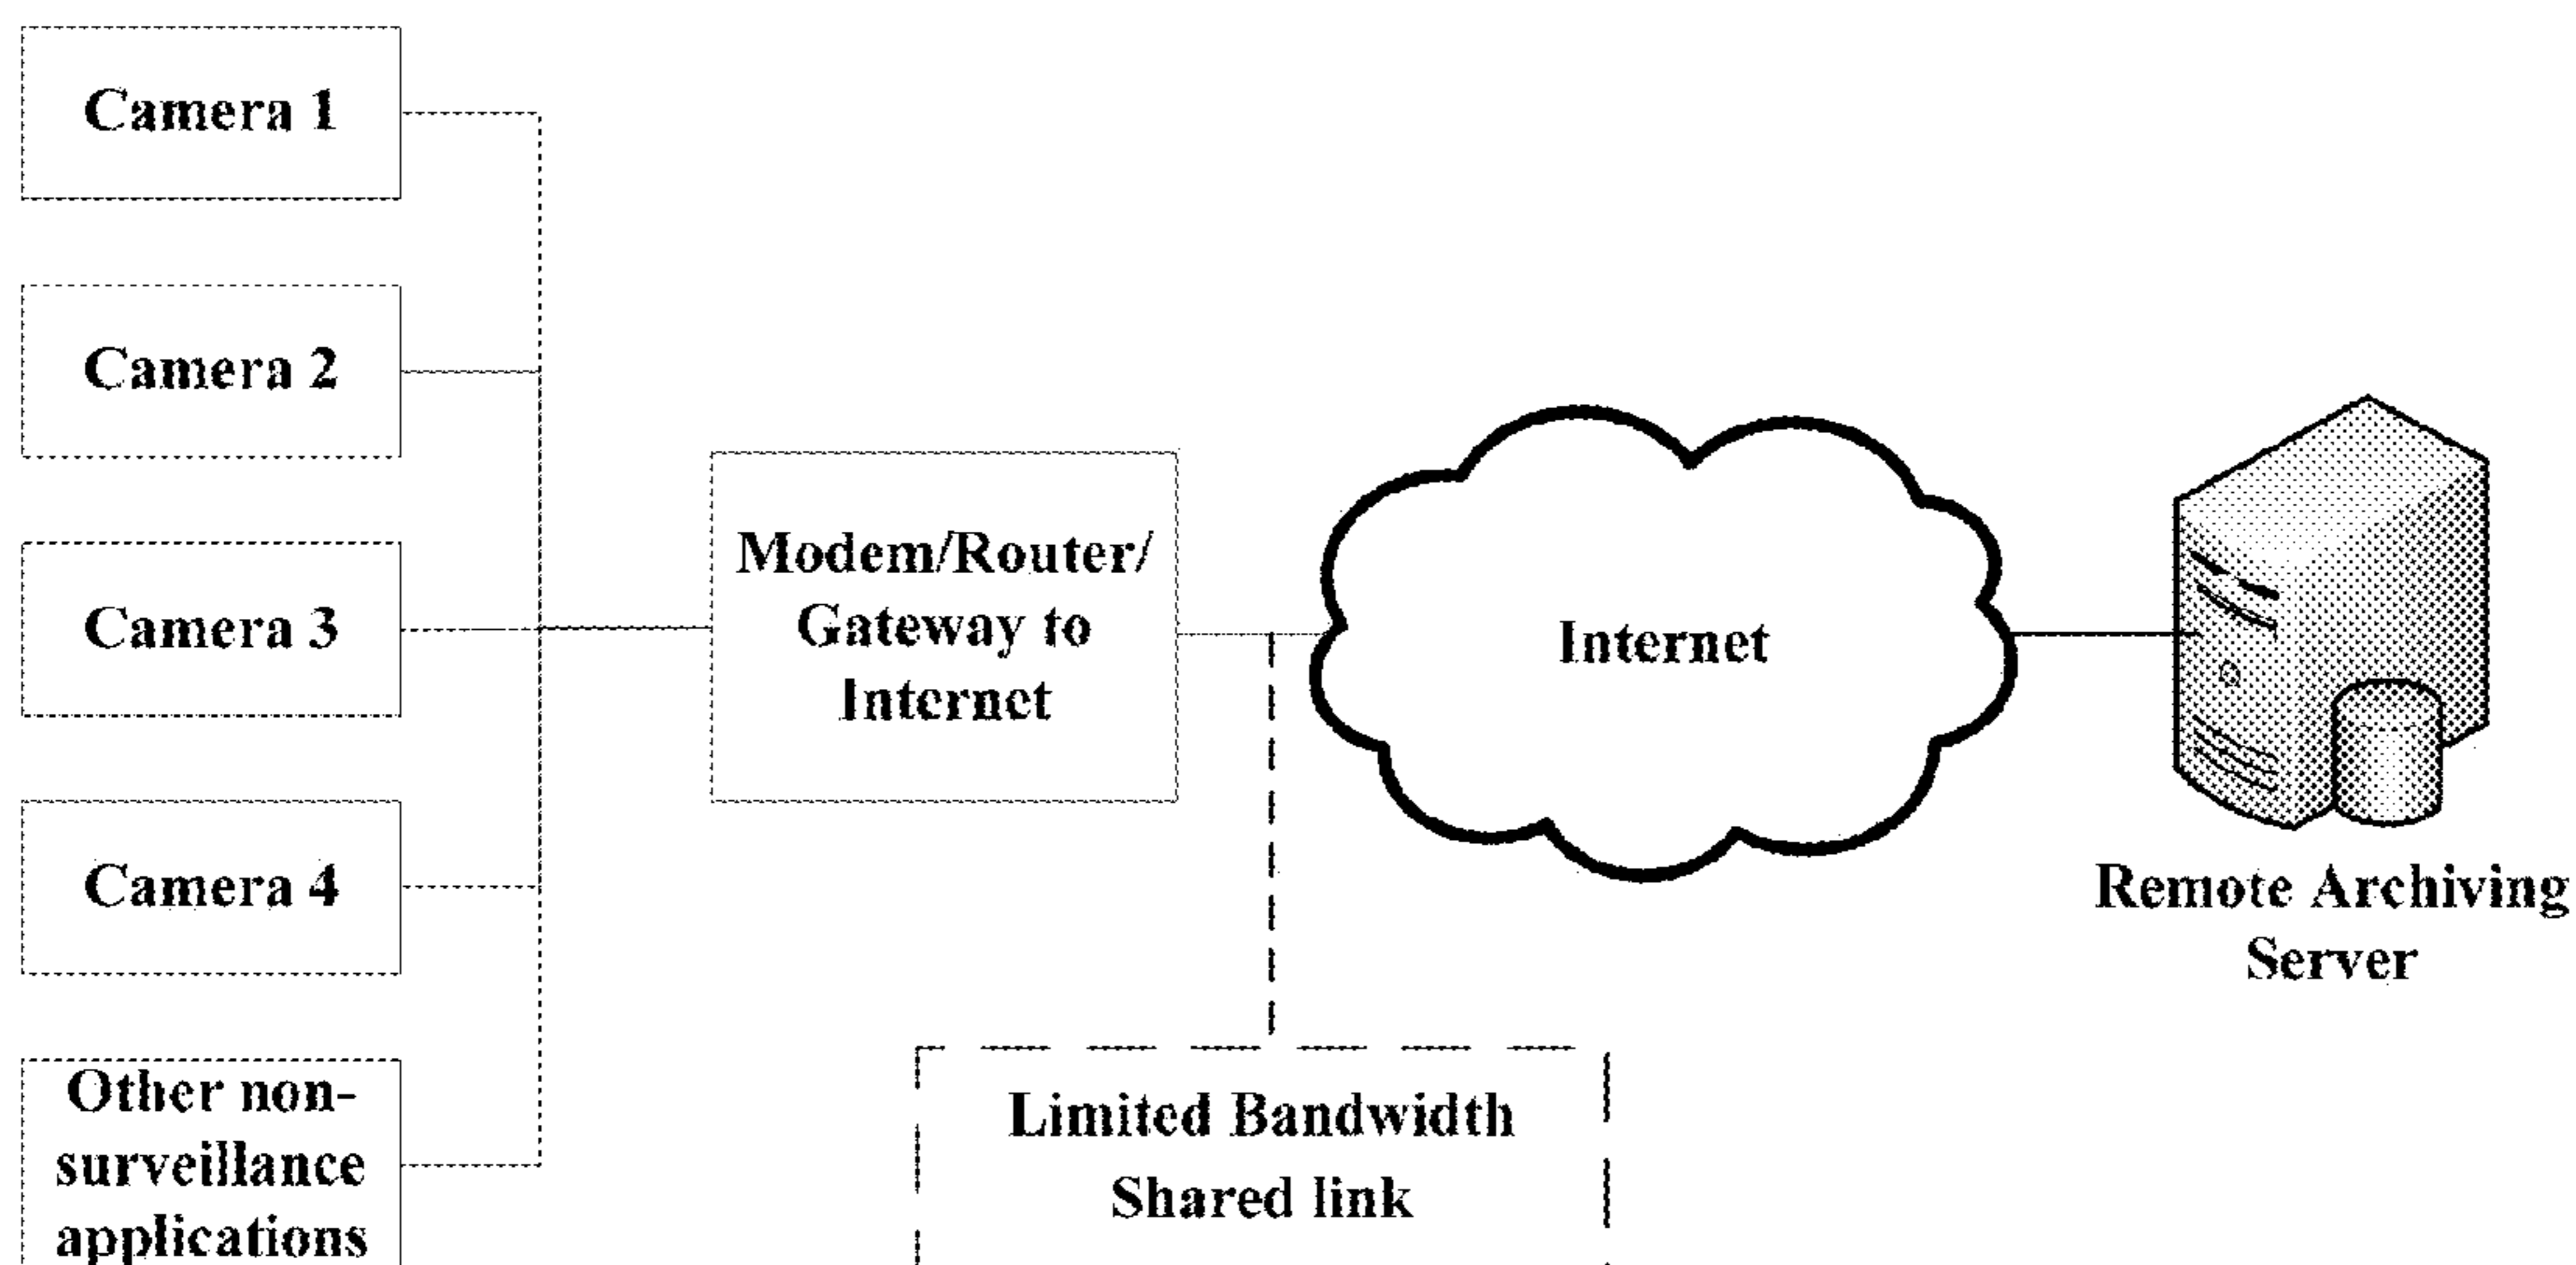 Camera 1
Camera 2
Camera 3
Camera 4
Other non-
surveillance
applications
Modem/Router/
Gateway to
Internet
Limited Bandwidth
Shared link
Internet
Remote Archiving
Server